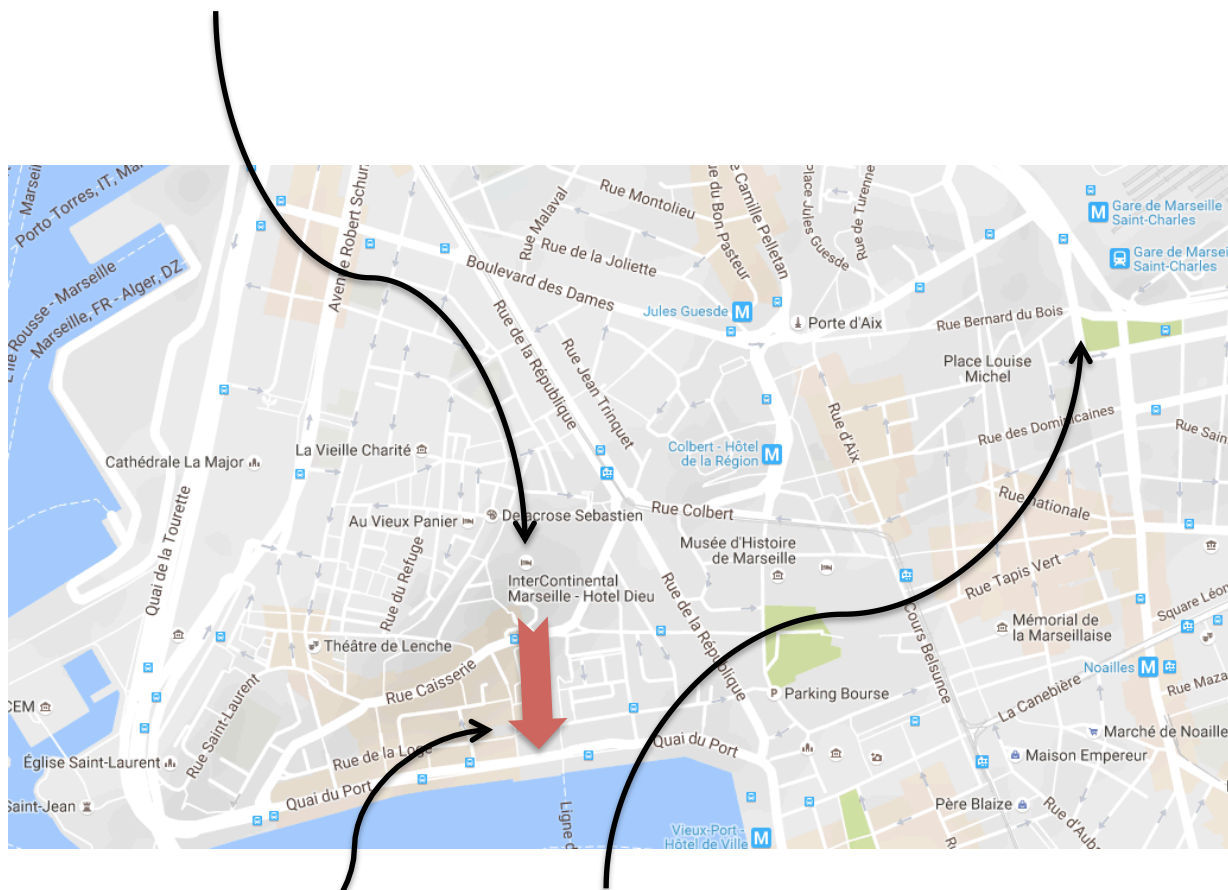 Marseill
Porto Torres, IT, Mar
L'Île Rousse - Marseille
Marseille, FR - Alger, DZ
Avenue Robert Schur
Rue Montolieu
Rue Malaval
Rue de la Joliette
Boulevard des Dames
Rue du Bon Pasteur
Rue Camille Pelletan
Place Jules Guesde
Rue de Turenne
Gare de Marseille
Saint-Charles
Gare de Marsei
Saint-Charles
Jules Guesde
Porte d'Aix
Rue Bernard du Bois
Rue de la République
Rue Jean Trinquet
Place Louise
Michel
Rue d'Aix
Rue des Dominicaines
Rue Sain
La Vieille Charité
Cathédrale La Major
Colbert - Hôtel
de la Région
Au Vieux Panier
Delacrose Sebastien
Rue Colbert
Rue nationale
Quai de la Tourette
Rue du Refuge
Musée d'Histoire
de Marseille
InterContinental
Marseille - Hotel Dieu
Rue Tapis Vert
Rue de la République
Cours Belsunce
Square Léon
Mémorial de
la Marseillaise
Théâtre de Lenche
Rue Caisserie
Noailles
Rue Maza
Rue Saint-Laurent
CEM
Parking Bourse
La Canebière
Marché de Noaille
Rue de la Loge
Quai du Port
Maison Empereur
Église Saint-Laurent
Quai du Port
Saint-Jean
Ligne d
Père Blaize
Rue d'Aub
Vieux-Port -
Hôtel de Ville